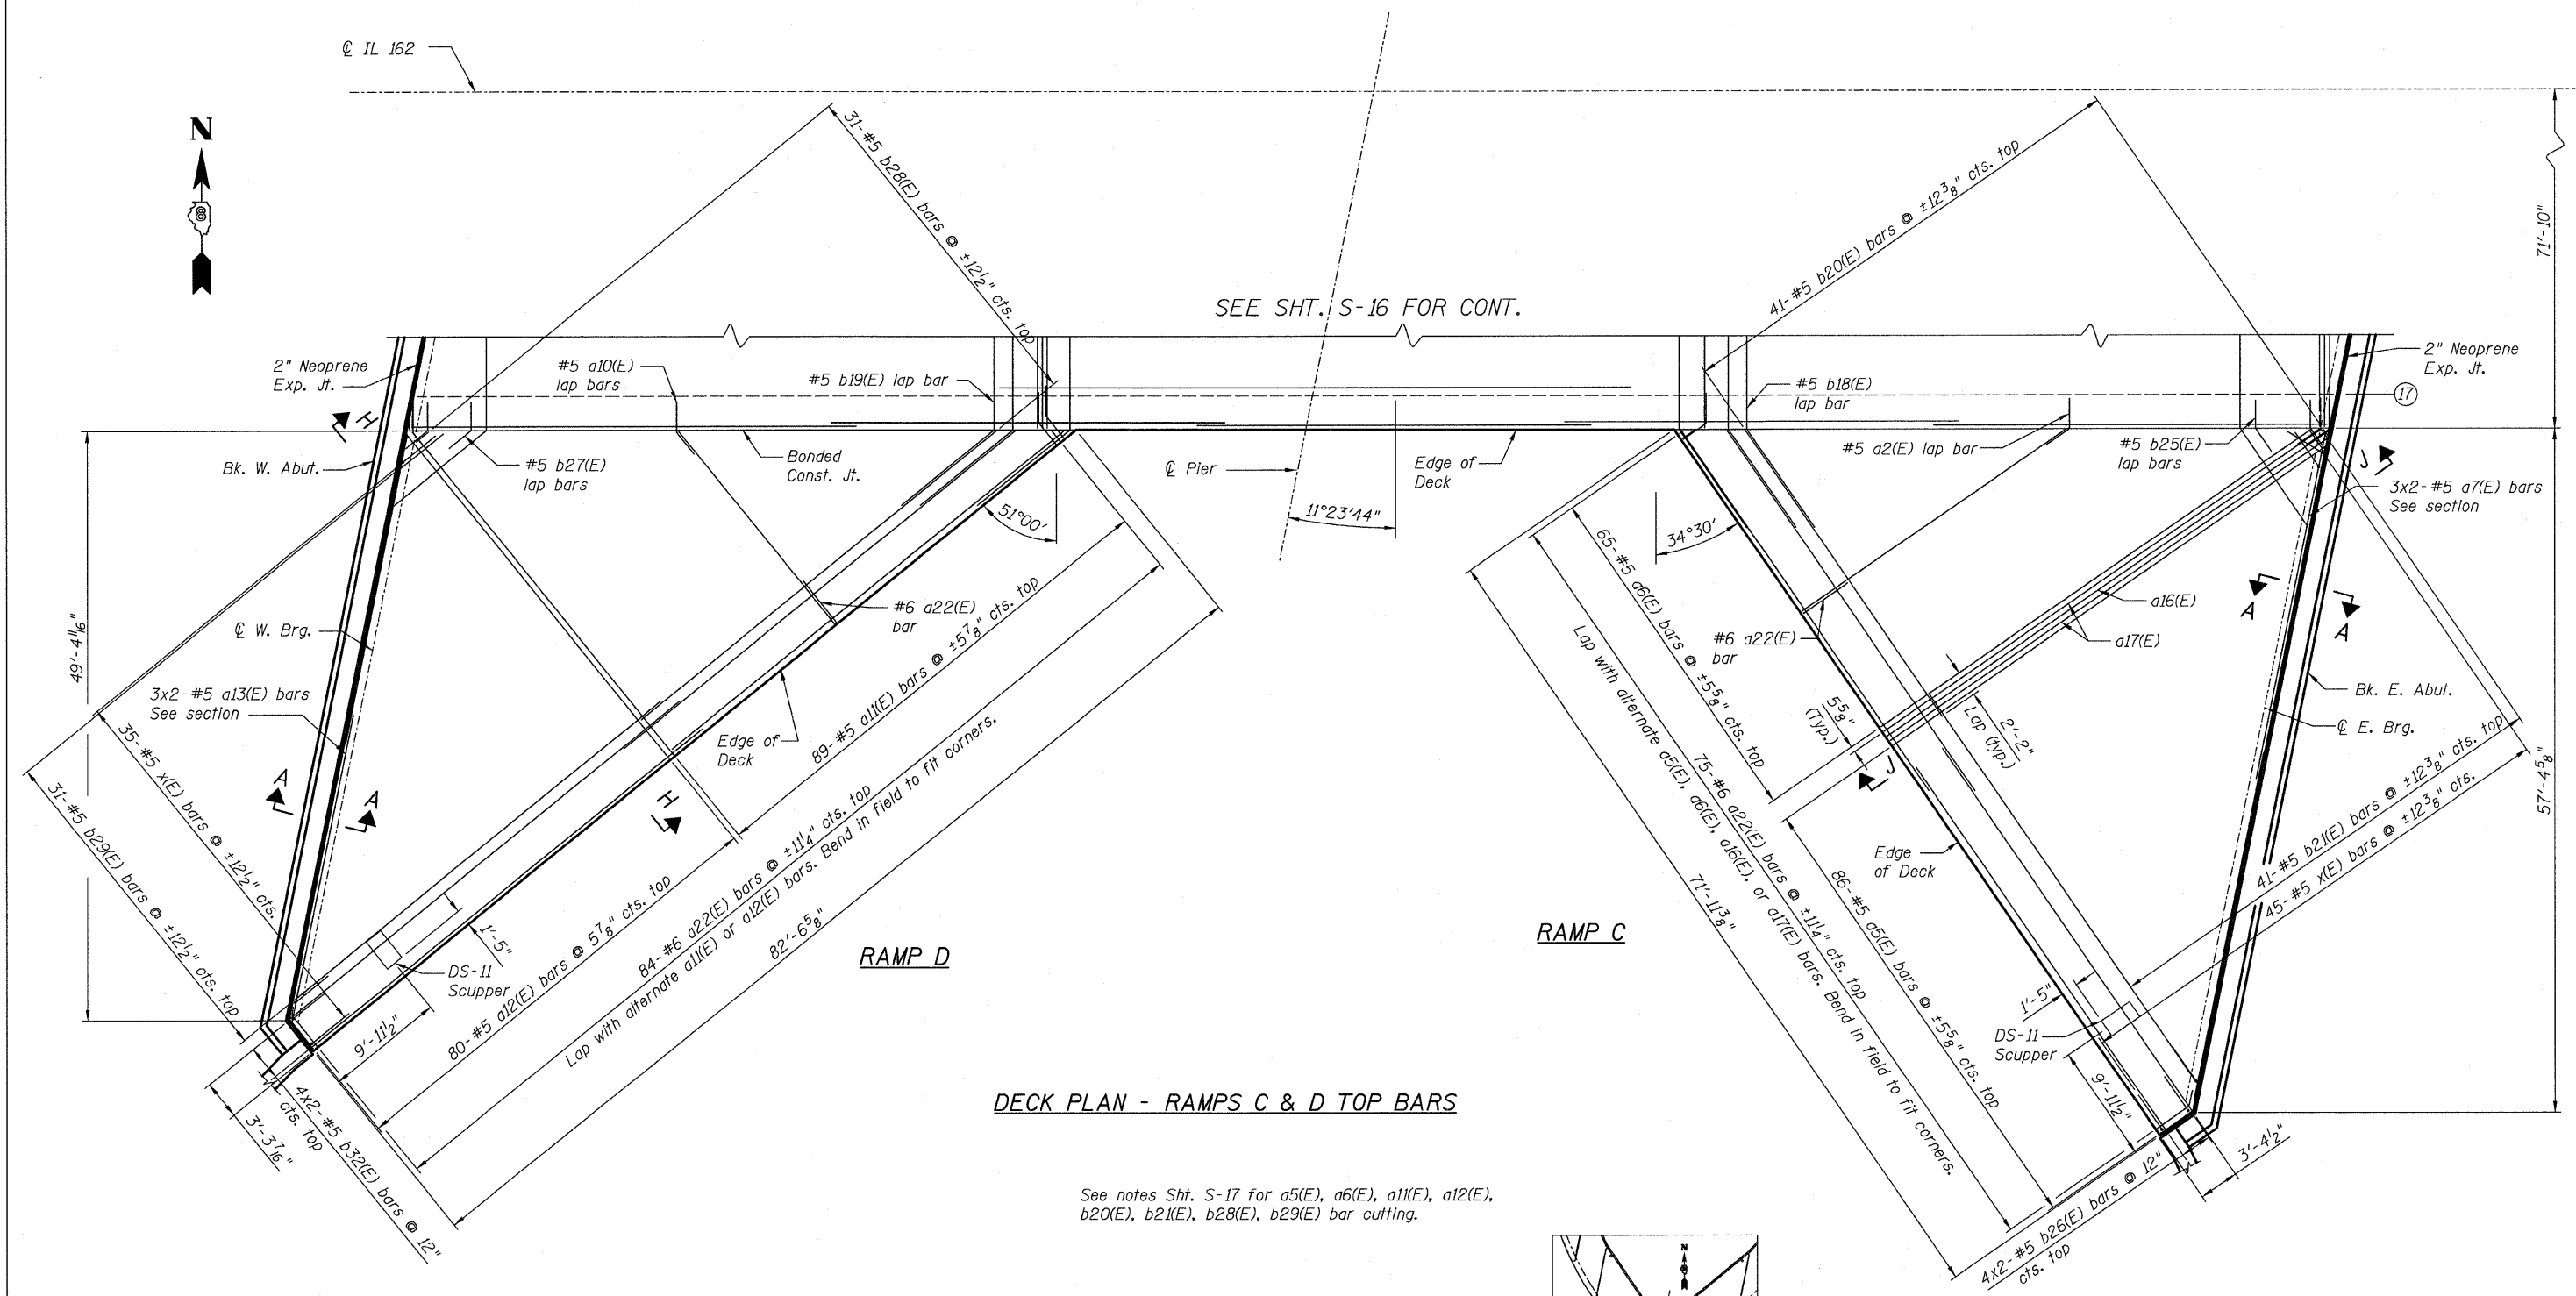 ℄ IL 162
N
8
31-#5 b28(E) bars @ ±12½" cts. top
41-#5 b20(E) bars @ ±12⅜" cts. top
71'-10"
SEE SHT. S-16 FOR CONT.
2" Neoprene
Exp. Jt.
#5 a10(E)
lap bars
#5 b19(E) lap bar
#5 b18(E)
lap bar
2" Neoprene
Exp. Jt.
17
H
Bk. W. Abut.
#5 b27(E)
lap bars
Bonded
Const. Jt.
℄ Pier
Edge of
Deck
#5 a2(E) lap bar
#5 b25(E)
lap bars
J
3x2-#5 a7(E) bars
See section
51°00'
11°23'44"
34°30'
49'-4 11/16"
℄ W. Brg.
#6 a22(E)
bar
89-#5 a11(E) bars @ ±5⅞" cts. top
65-#5 a6(E) bars @ ±5⅝" cts. top
#6 a22(E)
bar
a16(E)
a17(E)
A
A
3x2-#5 a13(E) bars
See section
Edge of
Deck
5⅝"
(Typ.)
2'-2"
Lap (typ.)
Bk. E. Abut.
℄ E. Brg.
57'-4⅝"
35-#5 x(E) bars @ ±12½" cts.
31-#5 b29(E) bars @ ±12½" cts. top
A
A
H
J
84-#6 a22(E) bars @ ±11¼" cts. top
Lap with alternate a11(E) or a12(E) bars. Bend in field to fit corners.
80-#5 a12(E) bars @ 5⅞" cts. top
82'-6⅝"
1'-5"
DS-11
Scupper
9'-11½"
RAMP D
RAMP C
75-#6 a22(E) bars @ ±11¼" cts. top
Lap with alternate a5(E), a6(E), a16(E), or a17(E) bars. Bend in field to fit corners.
71'-11⅜"
86-#5 a5(E) bars @ ±5⅝" cts. top
Edge
of Deck
41-#5 b21(E) bars @ ±12⅜" cts. top
45-#5 x(E) bars @ ±12⅜" cts.
1'-5"
DS-11
Scupper
9'-11½"
3'-3 7/16"
4x2-#5 b32(E) bars @ 12"
cts. top
DECK PLAN - RAMPS C & D TOP BARS
3'-4½"
4x2-#5 b26(E) bars @ 12"
cts. top
See notes Sht. S-17 for a5(E), a6(E), a11(E), a12(E),
b20(E), b21(E), b28(E), b29(E) bar cutting.
N